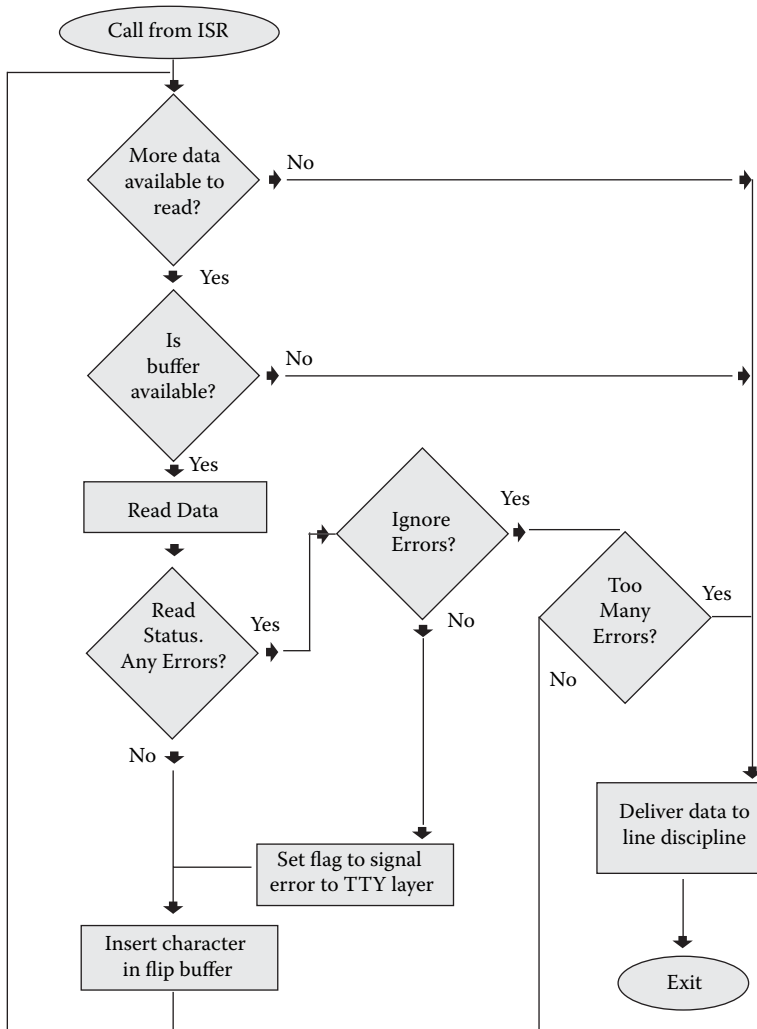 Call from ISR
More data
available to
read?
No
Yes
Is
buffer
available?
No
Yes
Read Data
Ignore
Errors?
Yes
No
Read
Status.
Any Errors?
Yes
No
Too
Many
Errors?
Yes
No
Deliver data to
line discipline
Set flag to signal
error to TTY layer
Insert character
in flip buffer
Exit